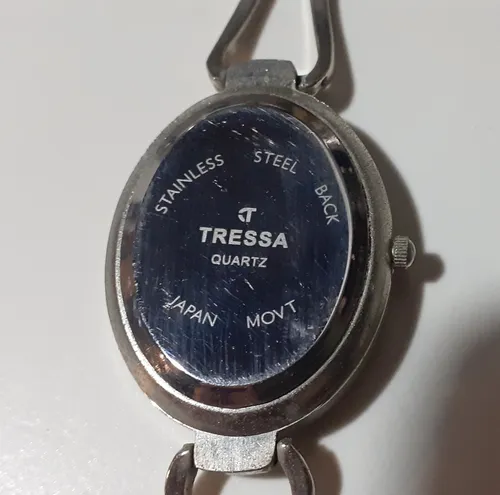 STAINLESS STEEL BACK
TRESSA
QUARTZ
JAPAN MOVT